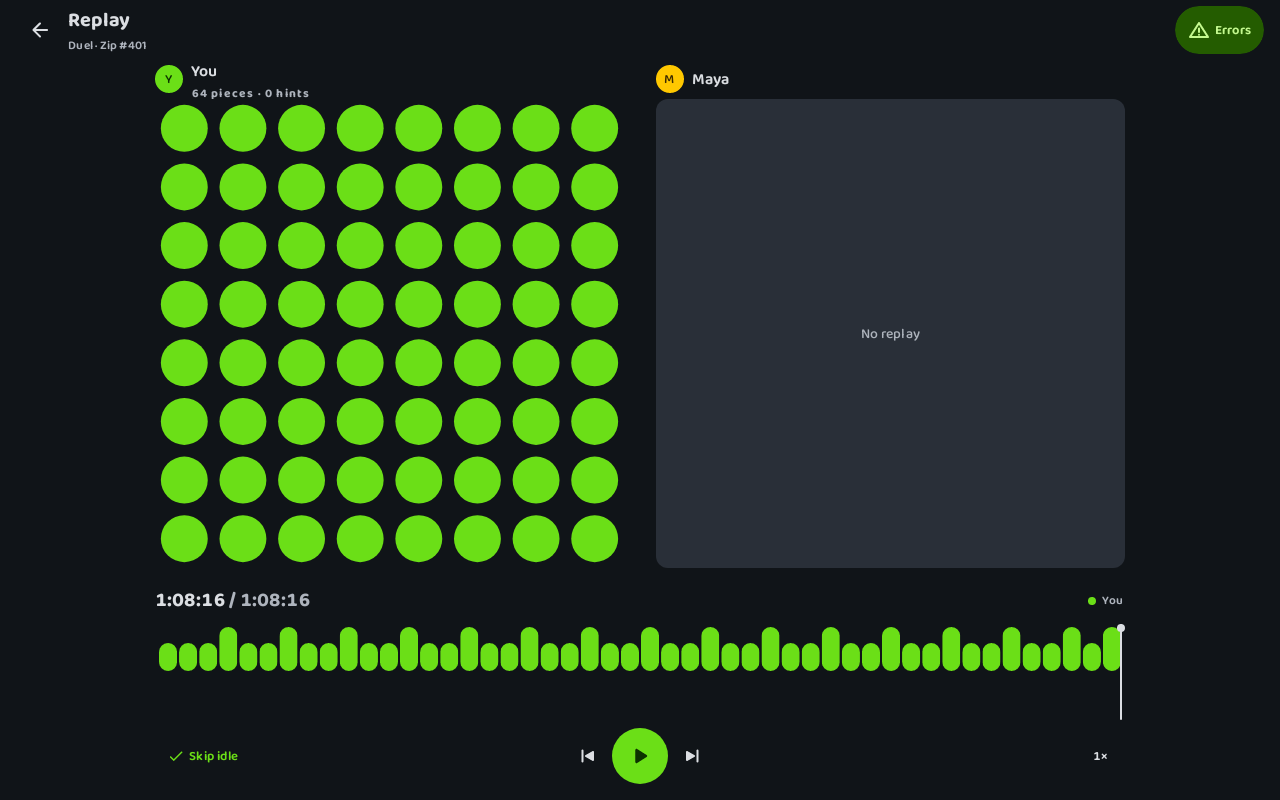 Replay
Duel · Zip #401
Errors
Y
You
64 pieces · 0 hints
M
Maya
No replay
1:08:16 / 1:08:16
You
Skip idle
1×